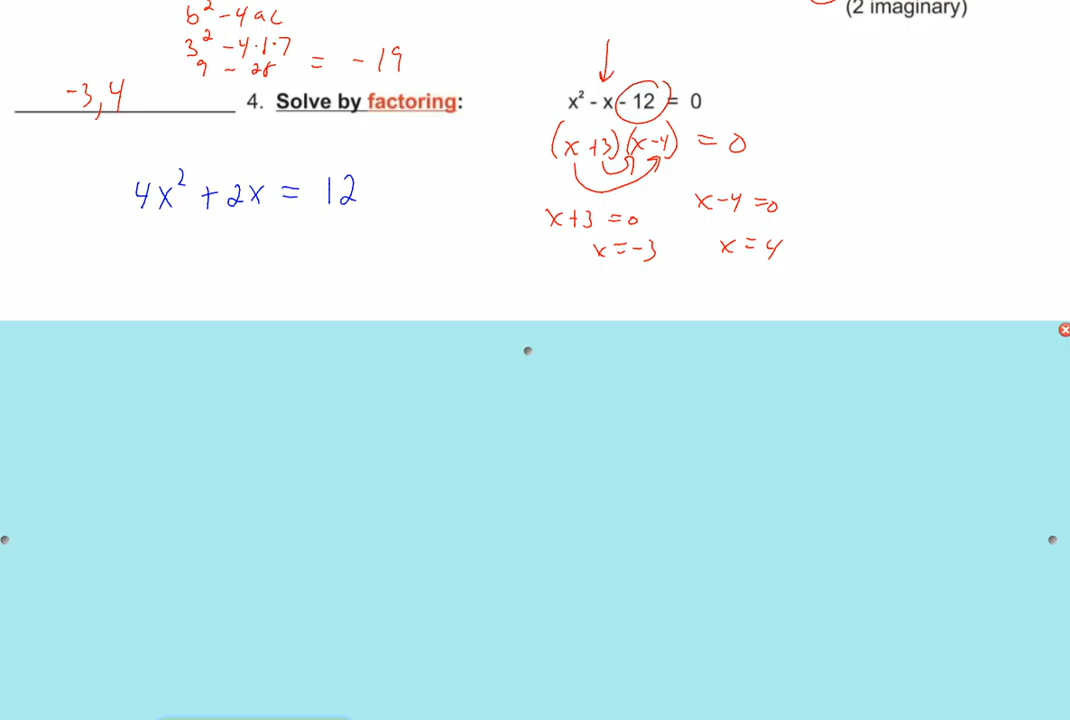 (2 imaginary)
b² - 4ac
3² - 4·1·7
9 - 28 = -19
-3, 4 4. Solve by factoring: x² - x - 12 = 0
(x + 3)(x - 4) = 0
4x² + 2x = 12
x + 3 = 0 x - 4 = 0
x = -3 x = 4